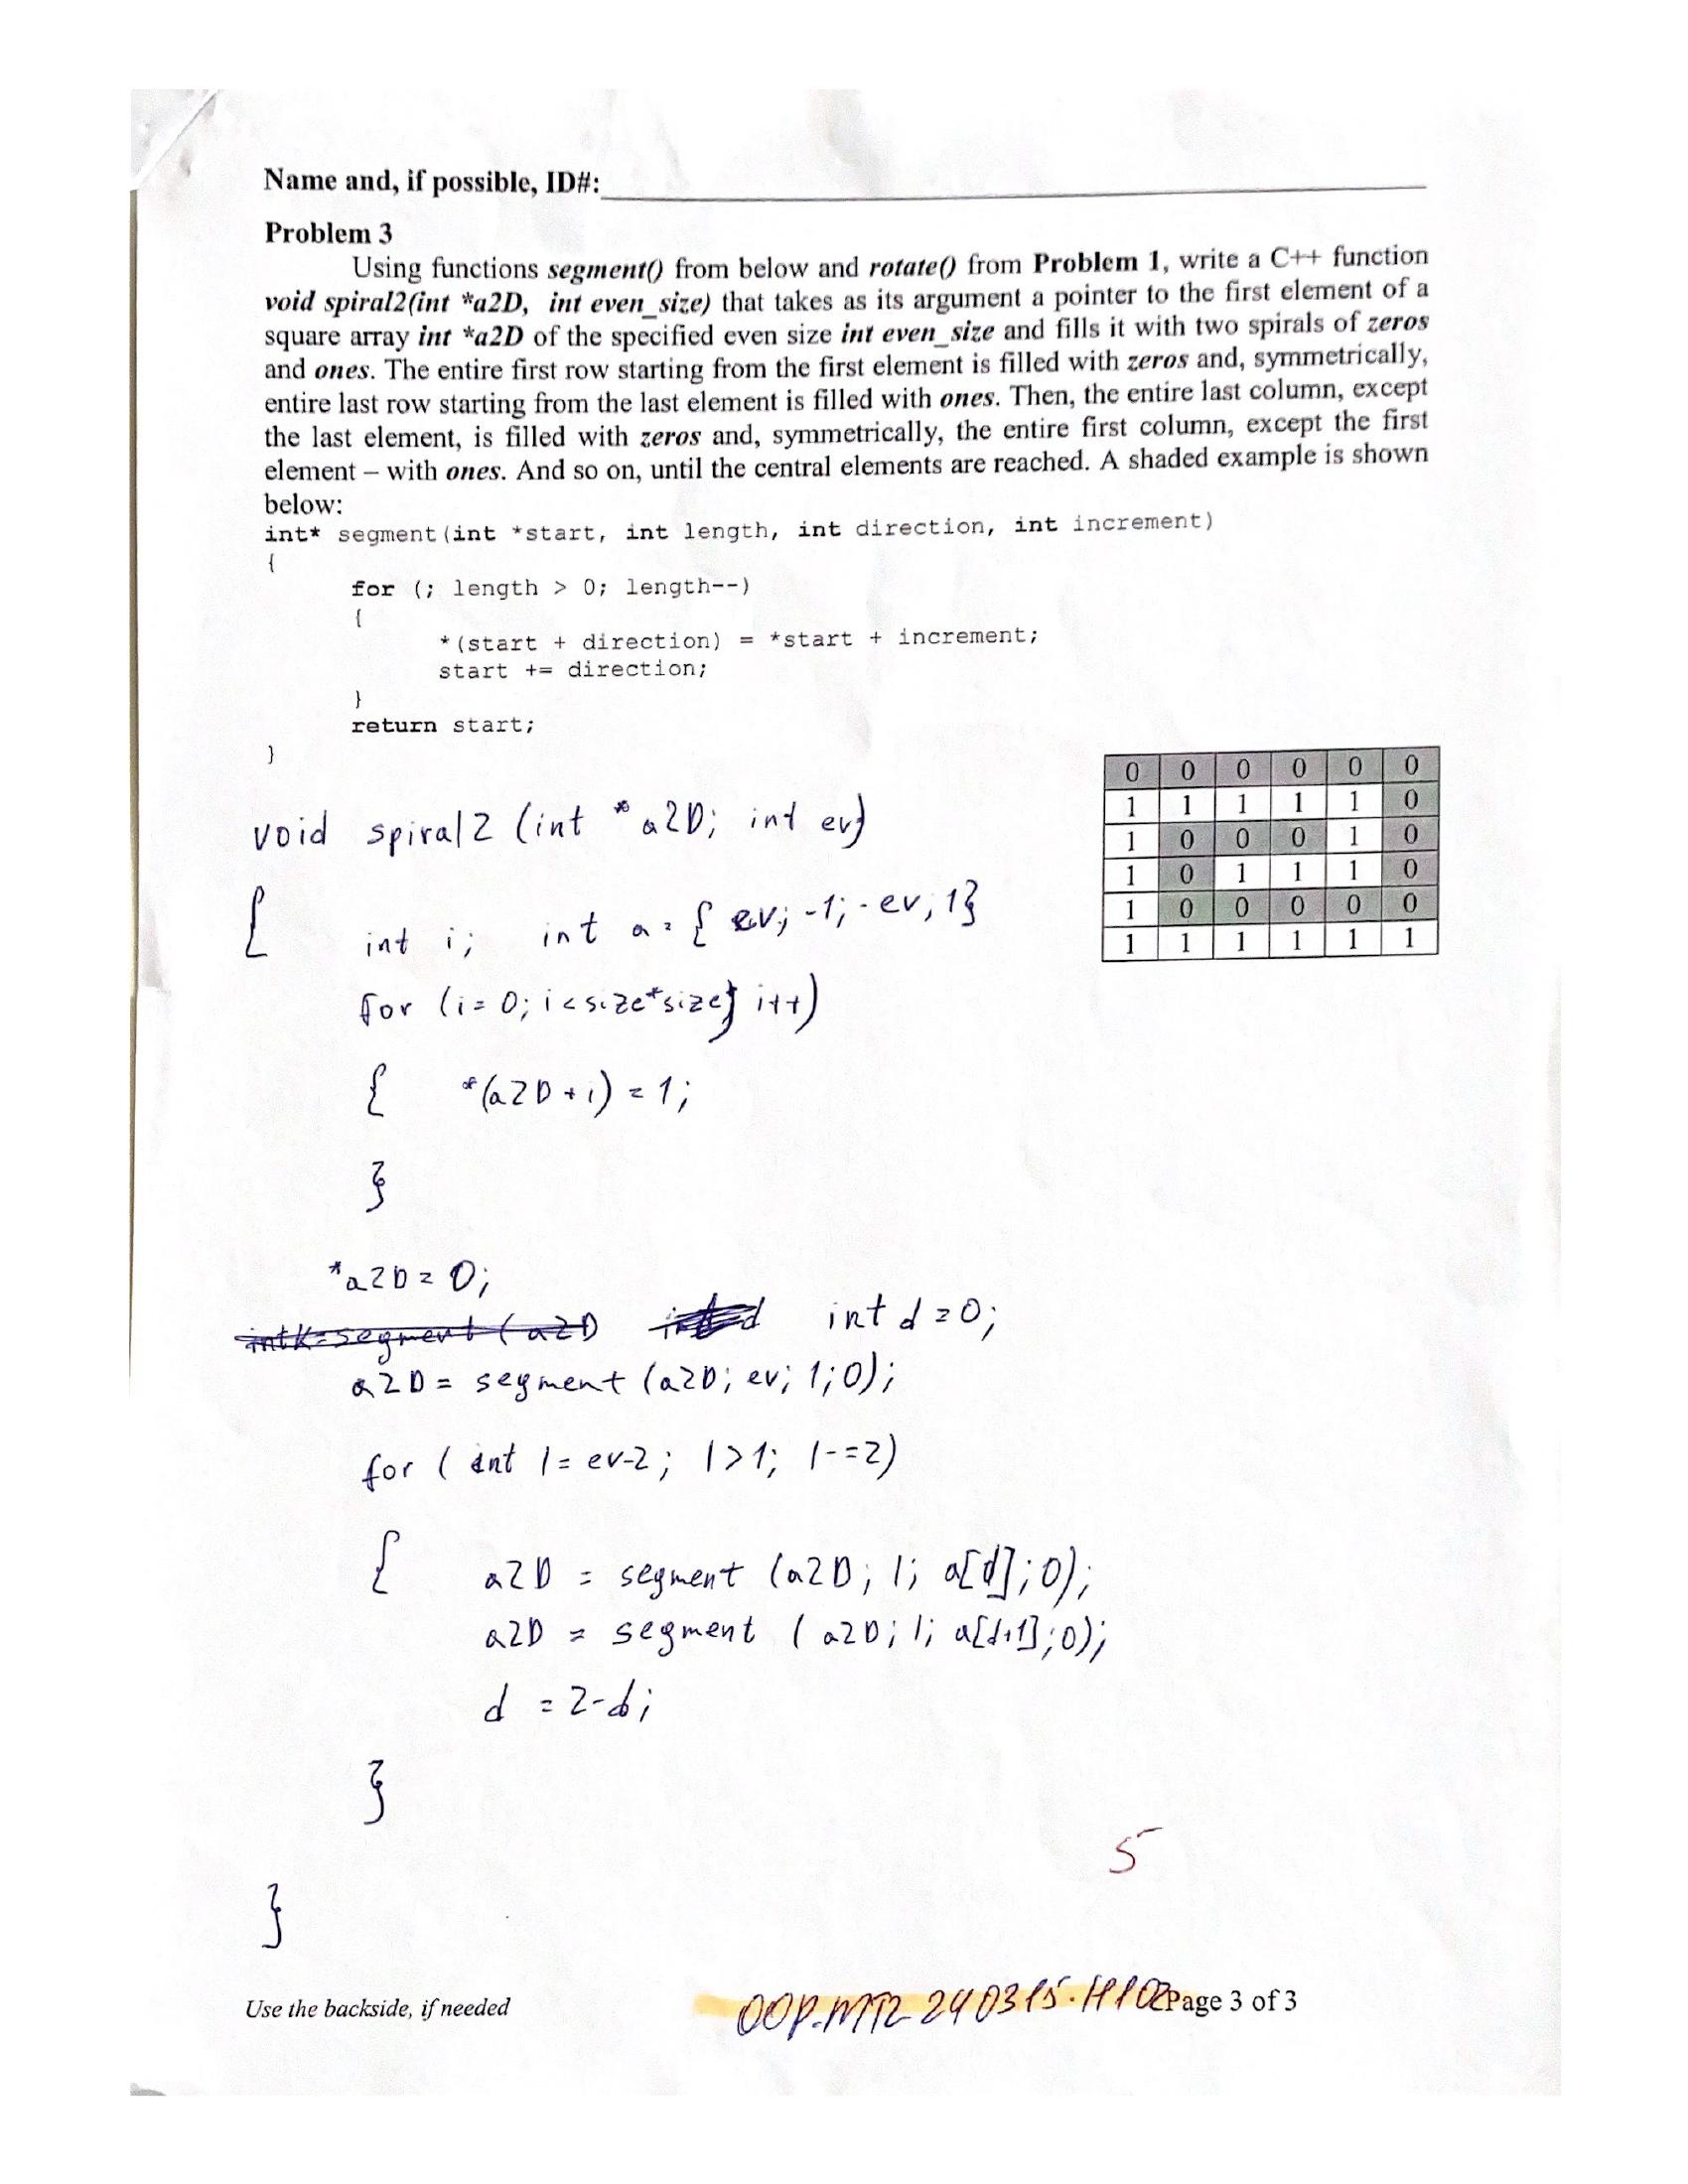 Name and, if possible, ID#:
Problem 3
Using functions segment() from below and rotate() from Problem 1, write a C++ function
void spiral2(int *a2D, int even_size) that takes as its argument a pointer to the first element of a
square array int *a2D of the specified even size int even_size and fills it with two spirals of zeros
and ones. The entire first row starting from the first element is filled with zeros and, symmetrically,
entire last row starting from the last element is filled with ones. Then, the entire last column, except
the last element, is filled with zeros and, symmetrically, the entire first column, except the first
element – with ones. And so on, until the central elements are reached. A shaded example is shown
below:
int* segment(int *start, int length, int direction, int increment)
{
for (; length > 0; length--)
{
*(start + direction) = *start + increment;
start += direction;
}
return start;
}
0 0 0 0 0 0
1 1 1 1 1 0
1 0 0 0 1 0
1 0 1 1 1 0
1 0 0 0 0 0
1 1 1 1 1 1
void spiral2 (int *a2D; int ev)
{
int i; int a = { ev; -1; -ev; 1}
for (i = 0; i < size*size; i++)
{ *(a2D + i) = 1;
}
*a2D = 0;
int k = segment ( a2D int d = 0;
a2D = segment (a2D; ev; 1; 0);
for ( int l = ev-2; l > 1; l -= 2)
{ a2D = segment (a2D; l; a[d]; 0);
a2D = segment ( a2D; l; a[d+1]; 0);
d = 2-d;
}
5
}
Use the backside, if needed
OOP.MT2 240315. Page 3 of 3